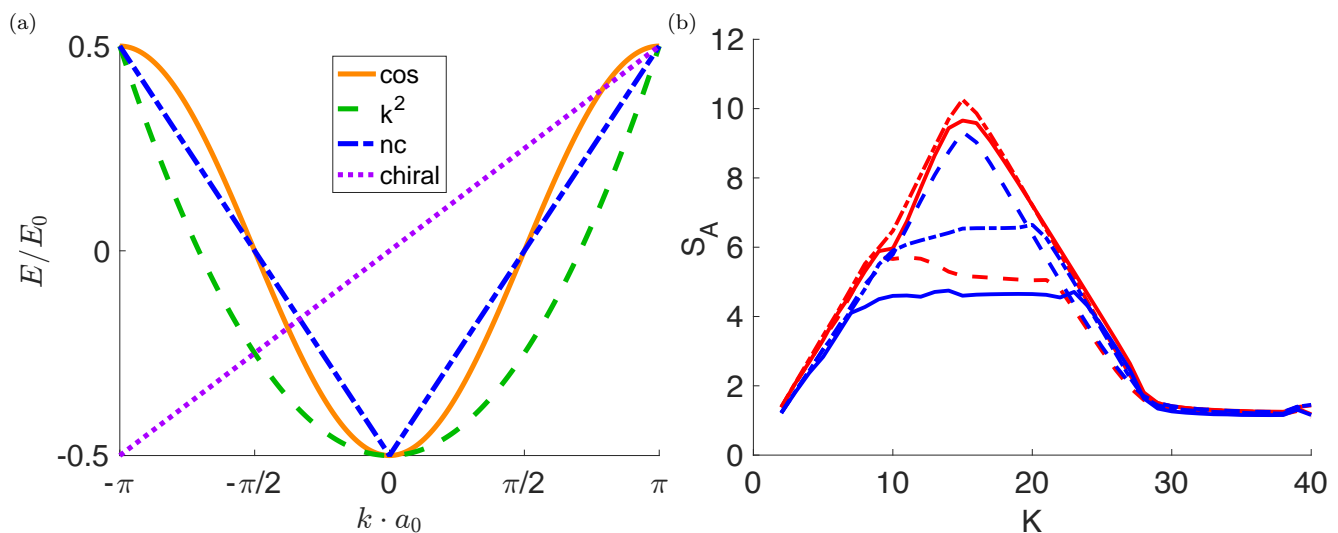 (a)
0.5
0
-0.5
E/E₀
cos
k²
nc
chiral
-π
-π/2
0
π/2
π
k · a₀
(b)
12
10
8
6
4
2
0
S_A
0
10
20
30
40
K